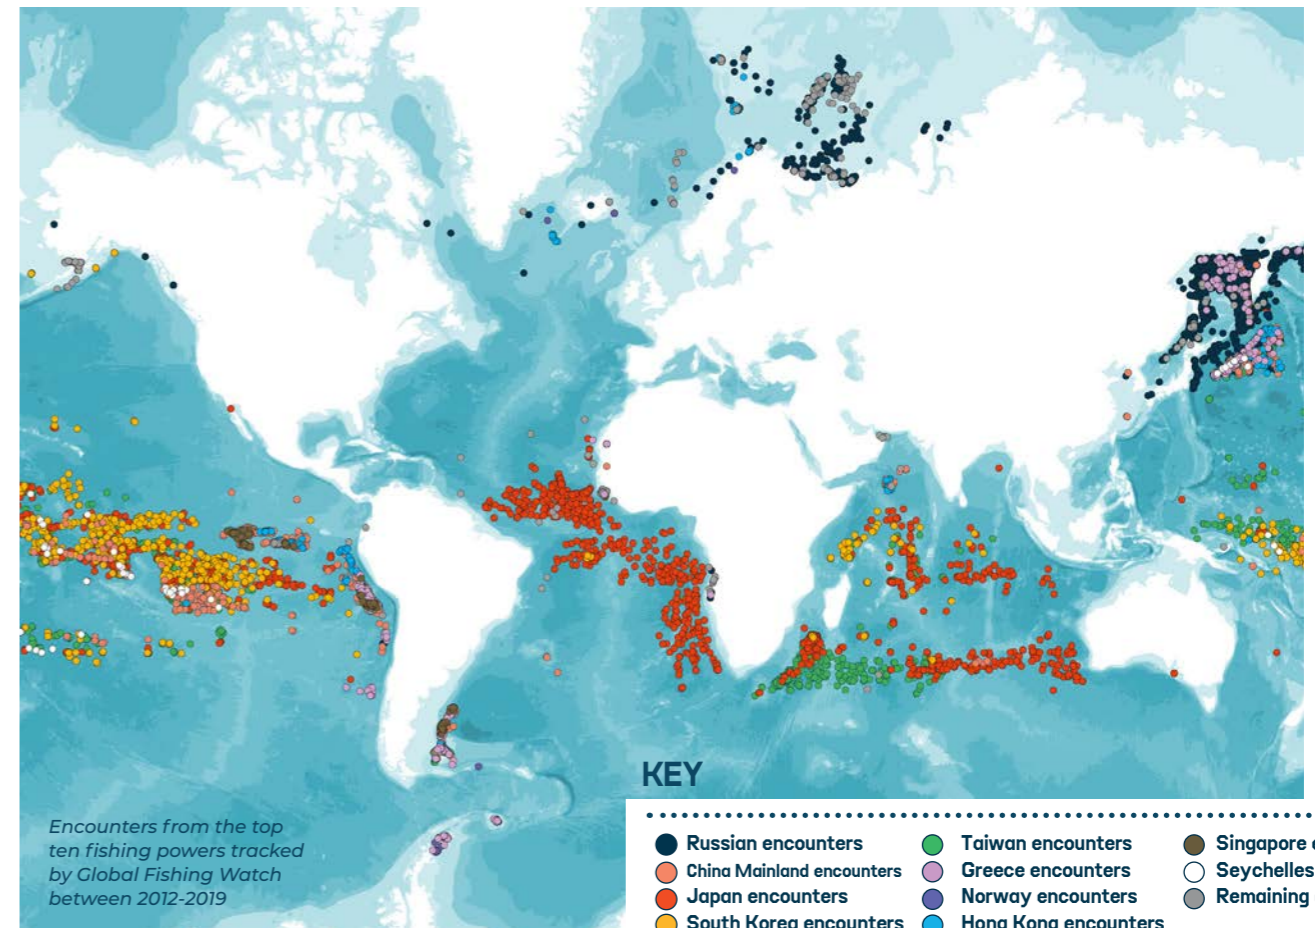 KEY
Encounters from the top
ten fishing powers tracked
by Global Fishing Watch
between 2012-2019
Russian encounters
China Mainland encounters
Japan encounters
South Korea encounters
Taiwan encounters
Greece encounters
Norway encounters
Hong Kong encounters
Singapore e
Seychelles
Remaining